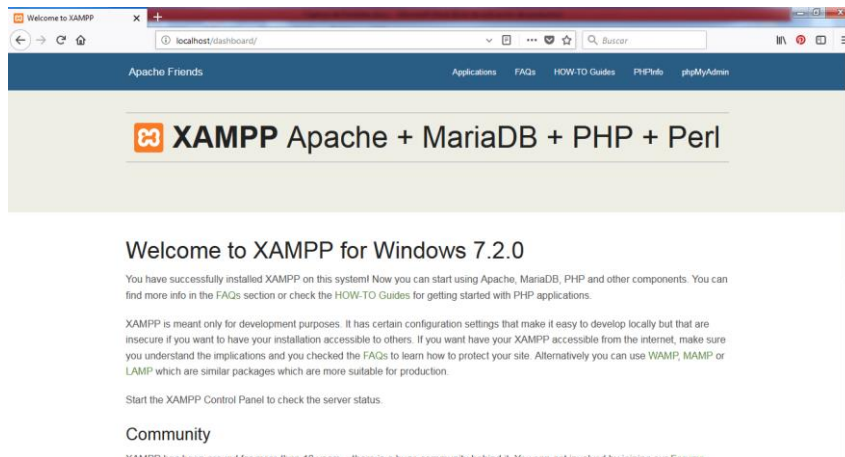 Welcome to XAMPP
localhost/dashboard/
Buscar
Apache Friends
Applications FAQs HOW-TO Guides PHPInfo phpMyAdmin
XAMPP Apache + MariaDB + PHP + Perl
Welcome to XAMPP for Windows 7.2.0
You have successfully installed XAMPP on this system! Now you can start using Apache, MariaDB, PHP and other components. You can
find more info in the FAQs section or check the HOW-TO Guides for getting started with PHP applications.
XAMPP is meant only for development purposes. It has certain configuration settings that make it easy to develop locally but that are
insecure if you want to have your installation accessible to others. If you want have your XAMPP accessible from the internet, make sure
you understand the implications and you checked the FAQs to learn how to protect your site. Alternatively you can use WAMP, MAMP or
LAMP which are similar packages which are more suitable for production.
Start the XAMPP Control Panel to check the server status.
Community